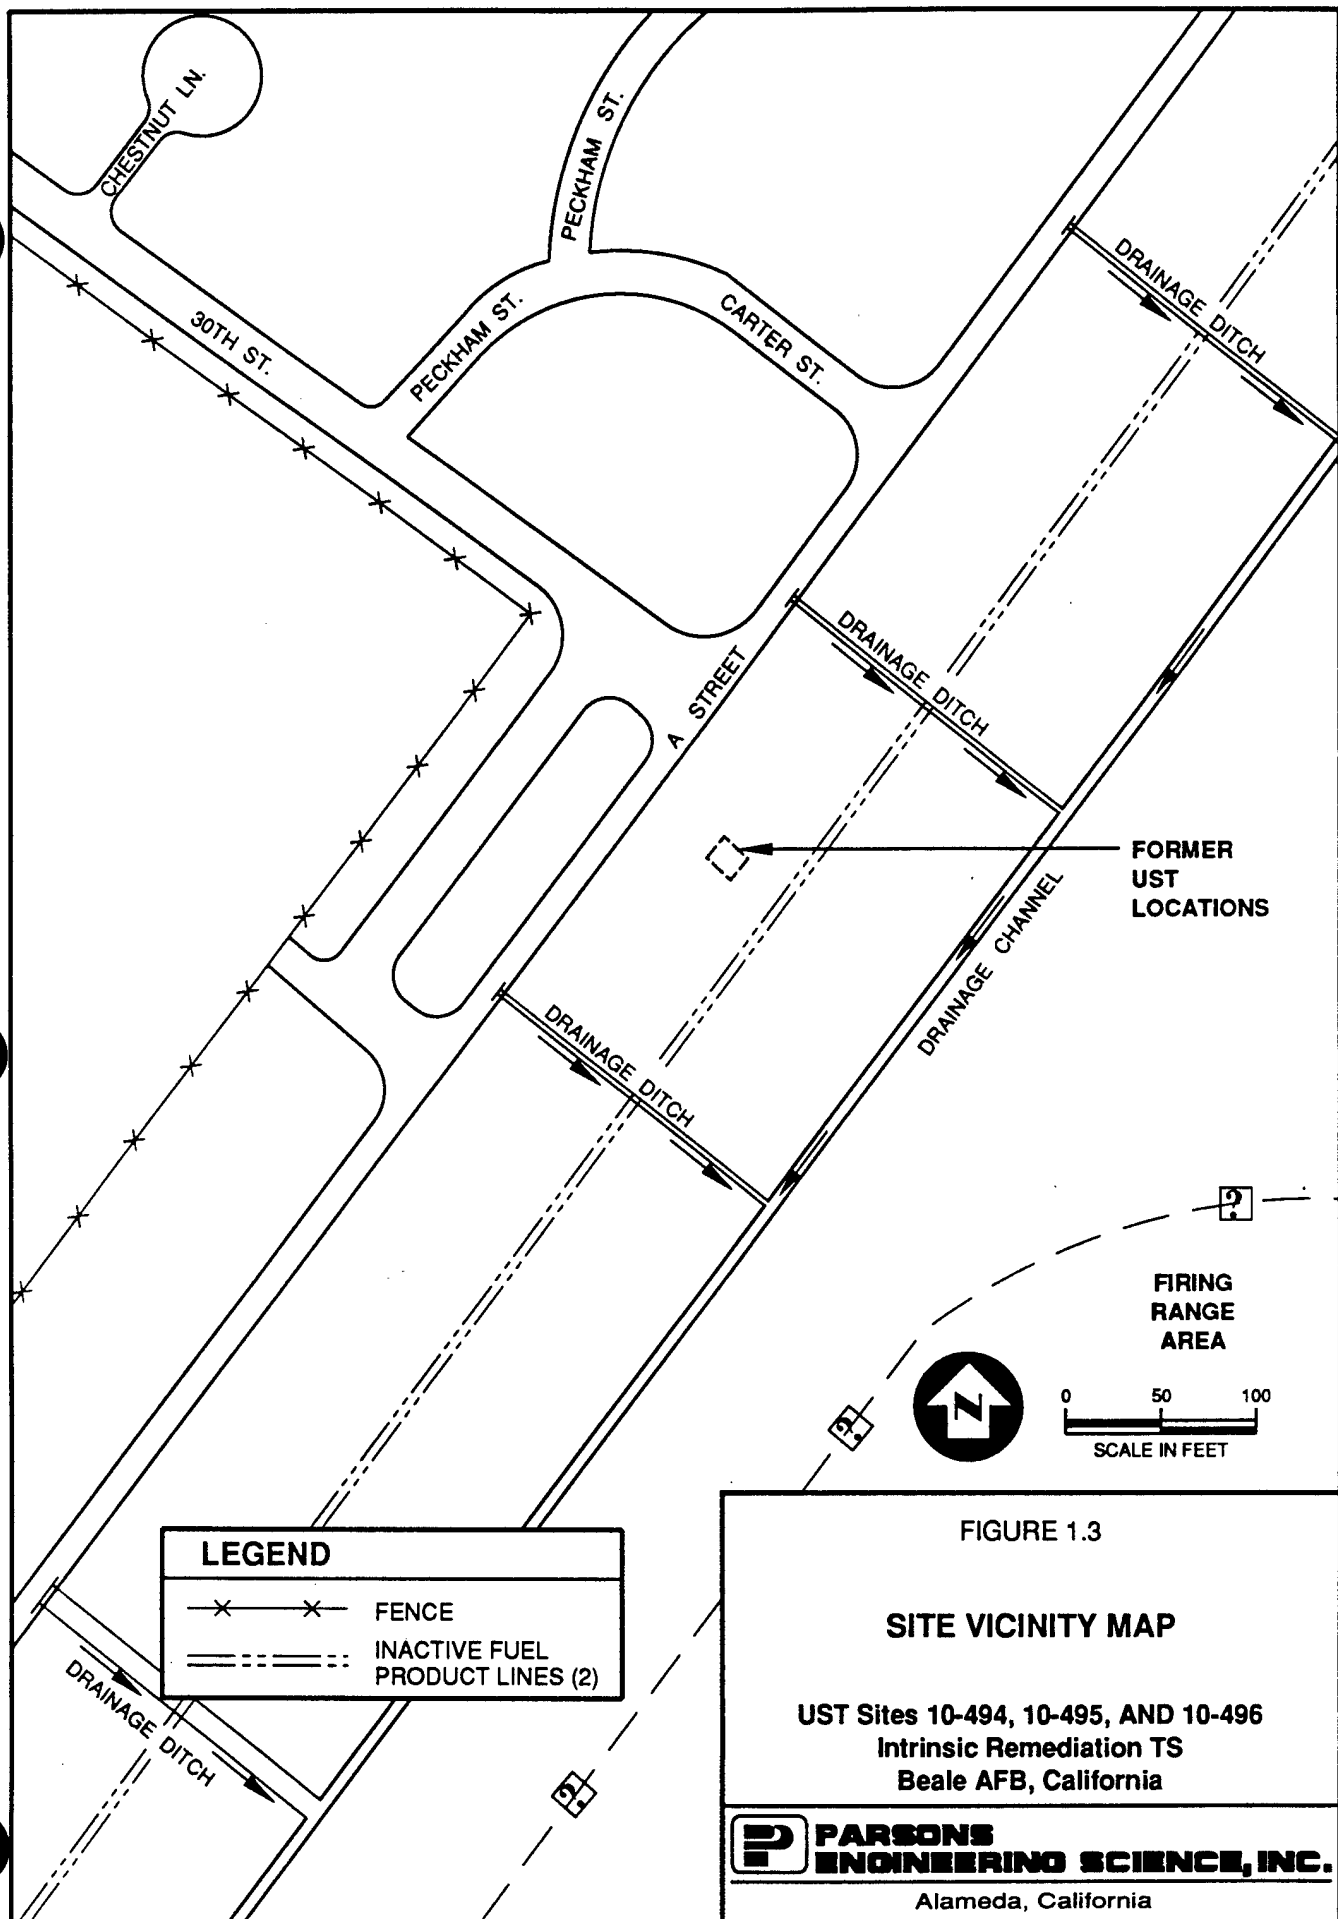 CHESTNUT LN.
PECKHAM ST.
30TH ST.
PECKHAM ST.
CARTER ST.
DRAINAGE DITCH
DRAINAGE DITCH
A STREET
FORMER
UST
LOCATIONS
DRAINAGE CHANNEL
DRAINAGE DITCH
?
FIRING
RANGE
AREA
N
0 50 100
SCALE IN FEET
?
LEGEND
FENCE
INACTIVE FUEL
PRODUCT LINES (2)
DRAINAGE DITCH
?
FIGURE 1.3
SITE VICINITY MAP
UST Sites 10-494, 10-495, AND 10-496
Intrinsic Remediation TS
Beale AFB, California
P
PARSONS
ENGINEERING SCIENCE, INC.
Alameda, California